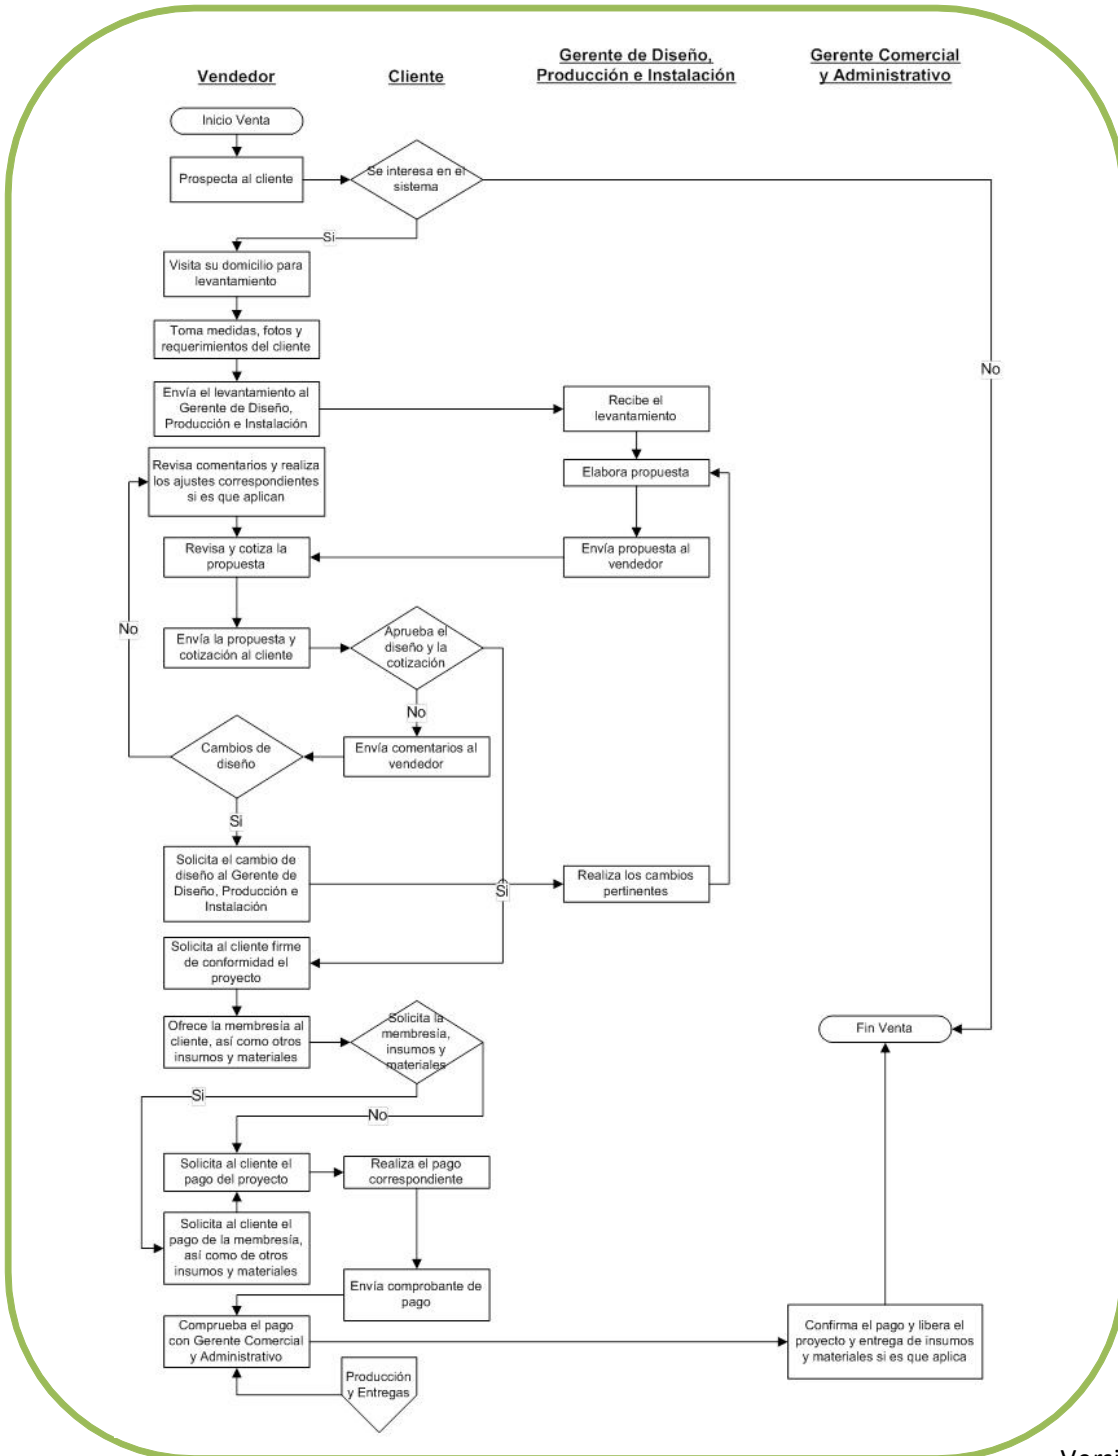 Vendedor
Cliente
Gerente de Diseño,
Producción e Instalación
Gerente Comercial
y Administrativo
Inicio Venta
Prospecta al cliente
Se interesa en el
sistema
Si
Visita su domicilio para
levantamiento
Toma medidas, fotos y
requerimientos del cliente
No
Envía el levantamiento al
Gerente de Diseño,
Producción e Instalación
Recibe el
levantamiento
Revisa comentarios y realiza
los ajustes correspondientes
si es que aplican
Elabora propuesta
Revisa y cotiza la
propuesta
Envía propuesta al
vendedor
No
Envía la propuesta y
cotización al cliente
Aprueba el
diseño y la
cotización
No
Cambios de
diseño
Envía comentarios al
vendedor
Si
Solicita el cambio de
diseño al Gerente de
Diseño, Producción e
Instalación
Si
Realiza los cambios
pertinentes
Solicita al cliente firme
de conformidad el
proyecto
Ofrece la membresía al
cliente, así como otros
insumos y materiales
Solicita la
membresía,
insumos y
materiales
Fin Venta
Si
No
Solicita al cliente el
pago del proyecto
Realiza el pago
correspondiente
Solicita al cliente el
pago de la membresía,
así como de otros
insumos y materiales
Envía comprobante de
pago
Comprueba el pago
con Gerente Comercial
y Administrativo
Confirma el pago y libera el
proyecto y entrega de insumos
y materiales si es que aplica
Producción
y Entregas